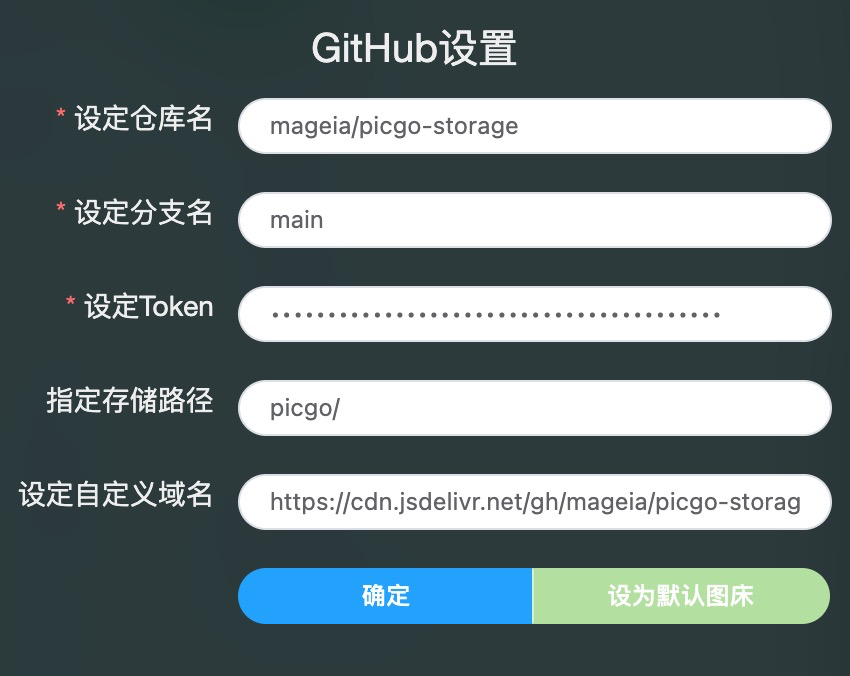 GitHub设置
* 设定仓库名
mageia/picgo-storage
* 设定分支名
main
* 设定Token
••••••••••••••••••••••••••••••••••••••••
指定存储路径
picgo/
设定自定义域名
https://cdn.jsdelivr.net/gh/mageia/picgo-storag
确定
设为默认图床